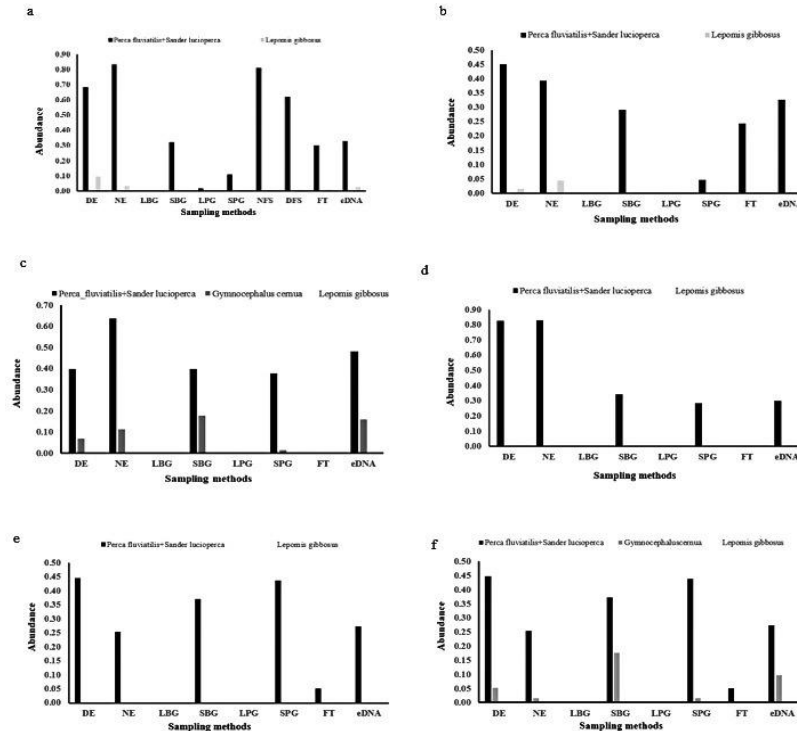 a
Perca fluviatilis+Sander lucioperca Lepomis gibbosus
0.90
0.70
0.50
0.30
0.10
0.00
Abundance
DE NE LBG SBG LPG SPG NFS DFS FT eDNA
Sampling methods
b
Perca fluviatilis+Sander lucioperca Lepomis gibbosus
0.50
0.45
0.40
0.35
0.30
0.25
0.20
0.15
0.10
0.05
0.00
Abundance
DE NE LBG SBG LPG SPG FT eDNA
Sampling methods
c
Perca_fluviatilis+Sander lucioperca Gymnocephalus cernua Lepomis gibbosus
0.70
0.60
0.50
0.40
0.30
0.20
0.10
0.00
Abundance
DE NE LBG SBG LPG SPG FT eDNA
Sampling methods
d
Perca fluviatilis+Sander lucioperca Lepomis gibbosus
0.90
0.80
0.70
0.60
0.50
0.40
0.30
0.20
0.10
0.00
Abundance
DE NE LBG SBG LPG SPG FT eDNA
Sampling methods
e
Perca fluviatilis+Sander lucioperca Lepomis gibbosus
0.50
0.45
0.40
0.35
0.30
0.25
0.20
0.15
0.10
0.05
0.00
Abundance
DE NE LBG SBG LPG SPG FT eDNA
Sampling methods
f
Perca fluviatilis+Sander lucioperca Gymnocephaluscernua Lepomis gibbosus
0.50
0.45
0.40
0.35
0.30
0.25
0.20
0.15
0.10
0.05
0.00
Abundance
DE NE LBG SBG LPG SPG FT eDNA
Sampling methods